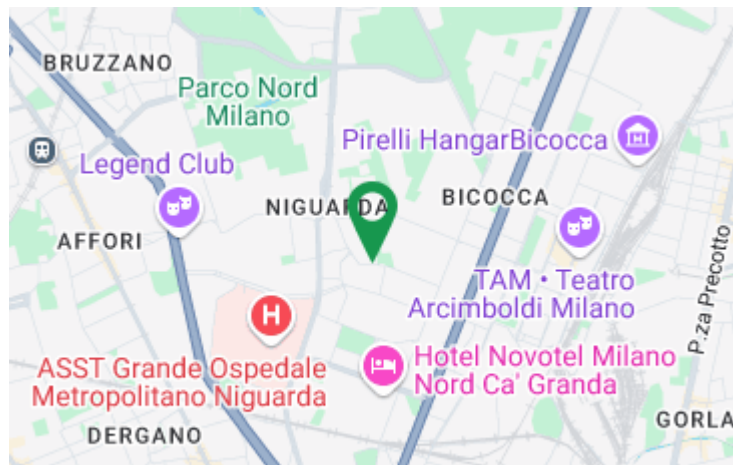 BRUZZANO
Parco Nord
Milano
Pirelli HangarBicocca
Legend Club
NIGUARDA
BICOCCA
AFFORI
TAM • Teatro
Arcimboldi Milano
P.za Precotto
H
ASST Grande Ospedale
Metropolitano Niguarda
Hotel Novotel Milano
Nord Ca' Granda
GORLA
DERGANO